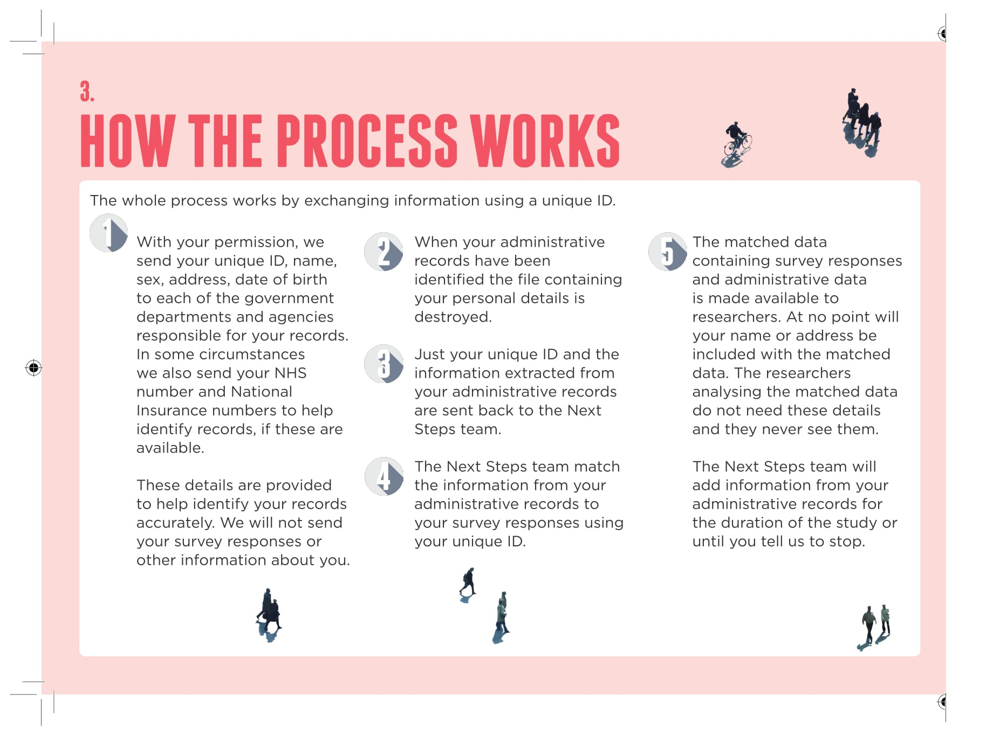 3.
HOW THE PROCESS WORKS
The whole process works by exchanging information using a unique ID.
1
With your permission, we
send your unique ID, name,
sex, address, date of birth
to each of the government
departments and agencies
responsible for your records.
In some circumstances
we also send your NHS
number and National
Insurance numbers to help
identify records, if these are
available.
These details are provided
to help identify your records
accurately. We will not send
your survey responses or
other information about you.
2
When your administrative
records have been
identified the file containing
your personal details is
destroyed.
3
Just your unique ID and the
information extracted from
your administrative records
are sent back to the Next
Steps team.
4
The Next Steps team match
the information from your
administrative records to
your survey responses using
your unique ID.
5
The matched data
containing survey responses
and administrative data
is made available to
researchers. At no point will
your name or address be
included with the matched
data. The researchers
analysing the matched data
do not need these details
and they never see them.
The Next Steps team will
add information from your
administrative records for
the duration of the study or
until you tell us to stop.